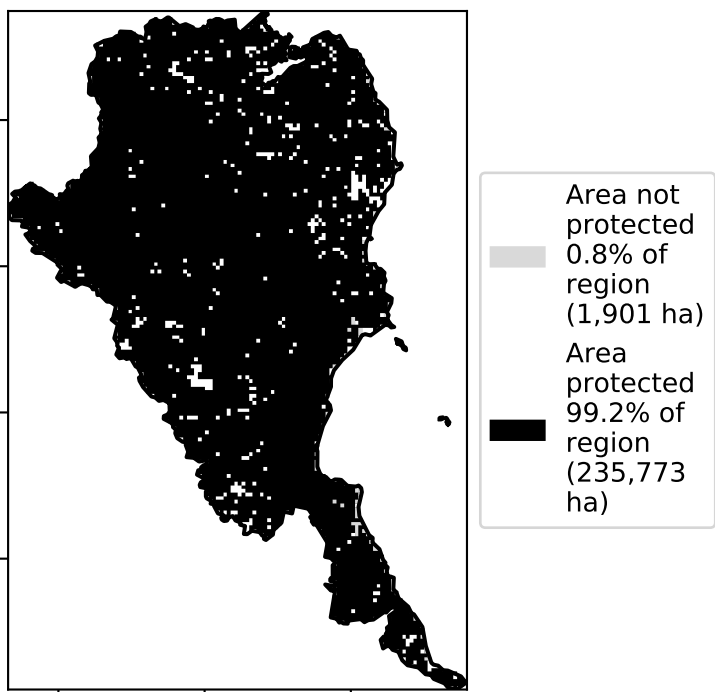 Area not
protected
0.8% of
region
(1,901 ha)
Area
protected
99.2% of
region
(235,773
ha)